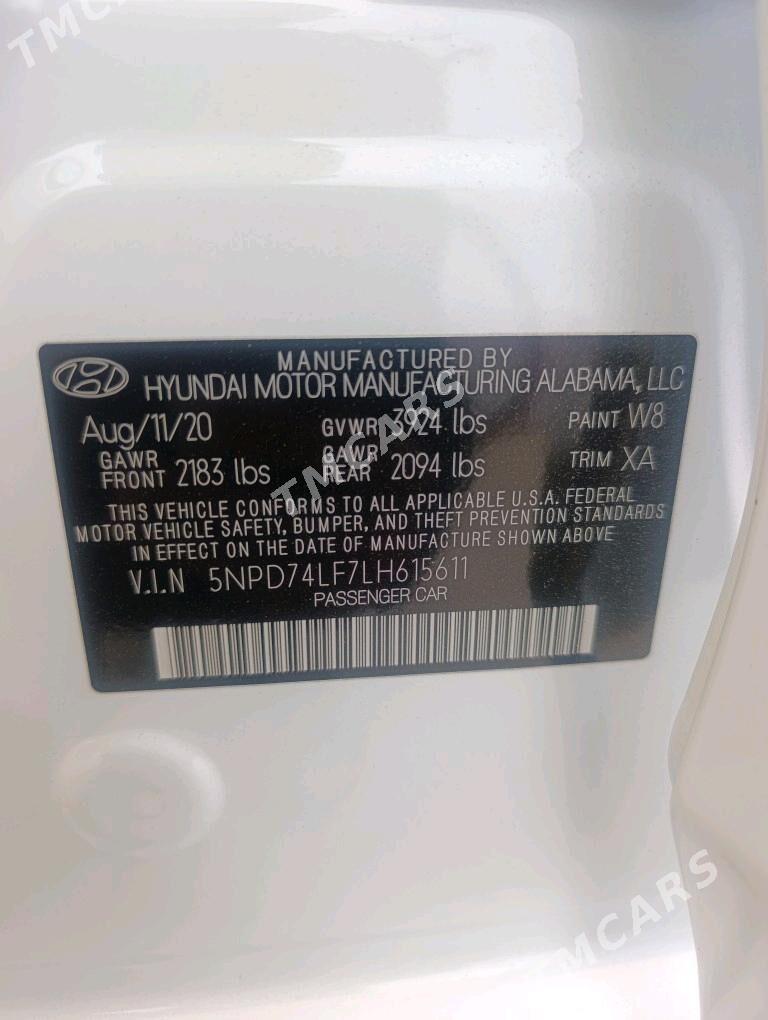 TMCARS
MANUFACTURED BY
HYUNDAI MOTOR MANUFACTURING ALABAMA, LLC
Aug/11/20 GVWR 3924 lbs PAINT W8
GAWR FRONT 2183 lbs GAWR REAR 2094 lbs TRIM XA
THIS VEHICLE CONFORMS TO ALL APPLICABLE U.S.A. FEDERAL
MOTOR VEHICLE SAFETY, BUMPER, AND THEFT PREVENTION STANDARDS
IN EFFECT ON THE DATE OF MANUFACTURE SHOWN ABOVE
V.I.N 5NPD74LF7LH615611
PASSENGER CAR
TMCARS
TMCARS